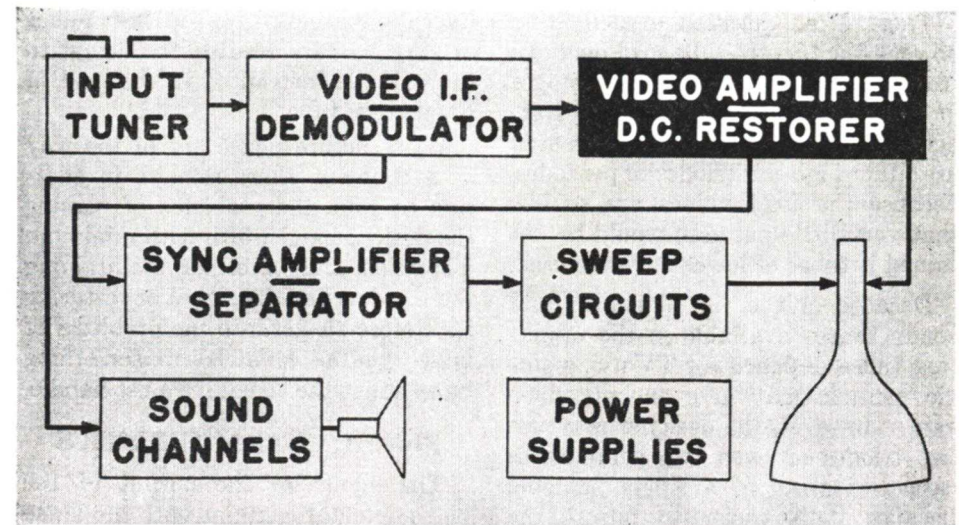 INPUT
TUNER
VIDEO I.F.
DEMODULATOR
VIDEO AMPLIFIER
D.C. RESTORER
SYNC AMPLIFIER
SEPARATOR
SWEEP
CIRCUITS
SOUND
CHANNELS
POWER
SUPPLIES